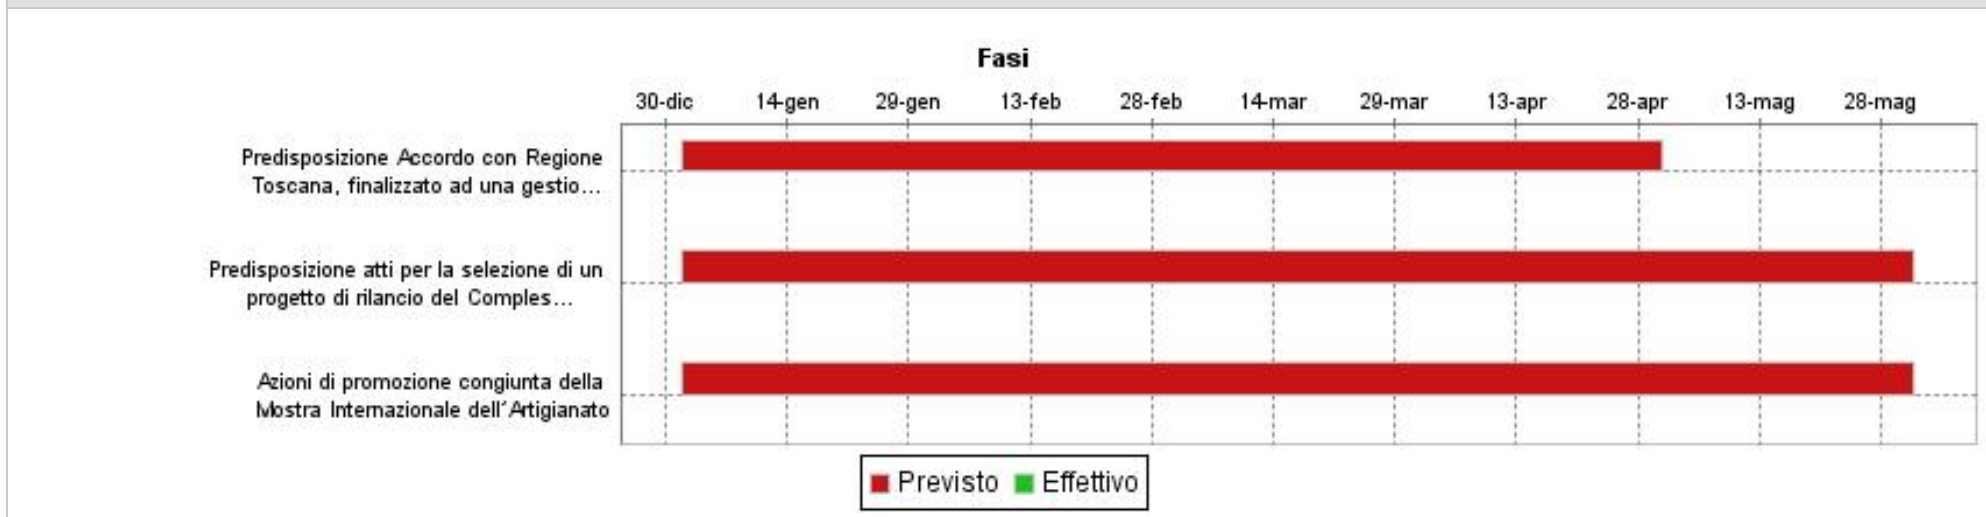 Fasi
30-dic 14-gen 29-gen 13-feb 28-feb 14-mar 29-mar 13-apr 28-apr 13-mag 28-mag
Predisposizione Accordo con Regione
Toscana, finalizzato ad una gestio...
Predisposizione atti per la selezione di un
progetto di rilancio del Comples...
Azioni di promozione congiunta della
Mostra Internazionale dell'Artigianato
Previsto Effettivo